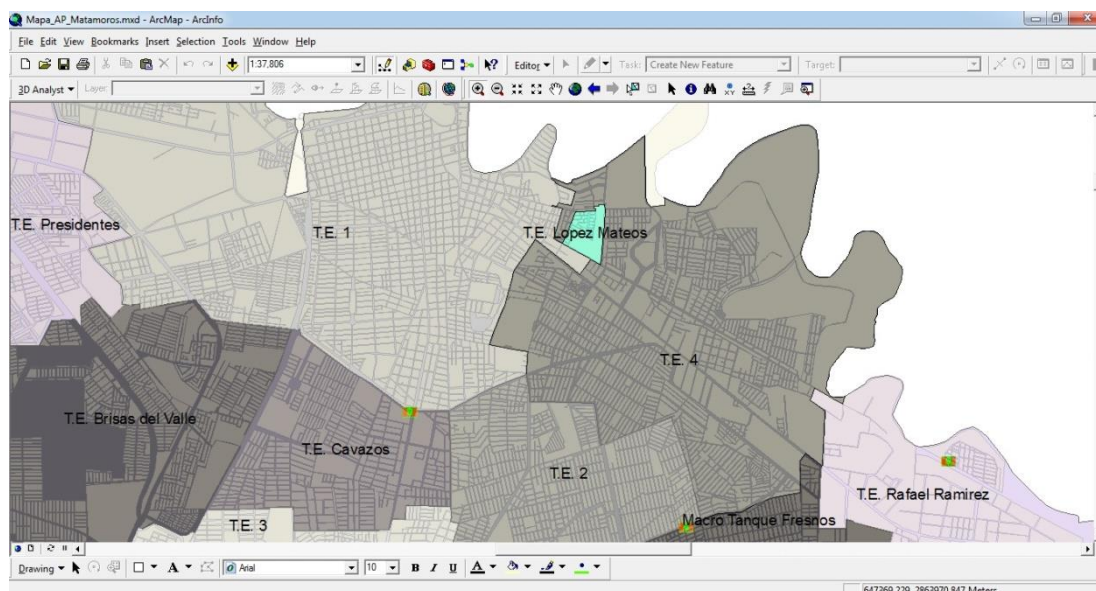 Mapa_AP_Matamoros.mxd - ArcMap - ArcInfo
File Edit View Bookmarks Insert Selection Tools Window Help
1:37,806 Editor Task: Create New Feature Target:
3D Analyst Layer:
T.E. Presidentes
T.E. 1
T.E. Lopez Mateos
T.E. 4
T.E. Brisas del Valle
T.E. Cavazos
T.E. 2
T.E. Rafael Ramirez
T.E. 3
Macro Tanque Fresnos
Drawing A Arial 10 B I U A
647369.229 2863970.847 Meters